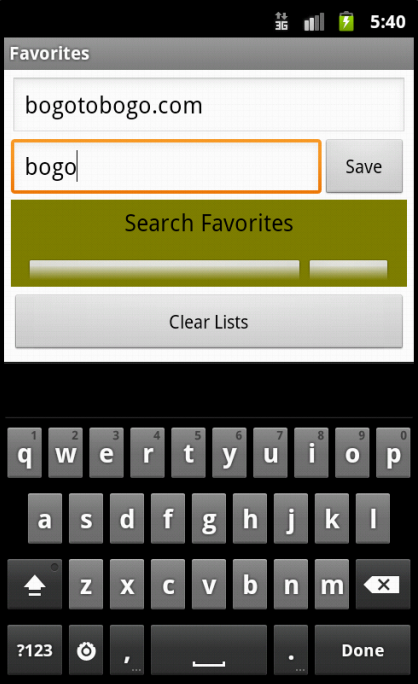 3G 5:40
Favorites
bogotobogo.com
bogo Save
Search Favorites
Clear Lists
1 2 3 4 5 6 7 8 9 0
q w e r t y u i o p
a s d f g h j k l
z x c v b n m
?123 , ... . ... Done